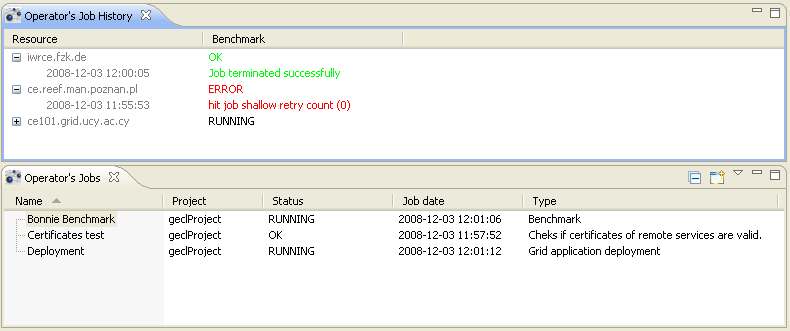 Operator's Job History
Resource Benchmark
iwrce.fzk.de OK
2008-12-03 12:00:05 Job terminated successfully
ce.reef.man.poznan.pl ERROR
2008-12-03 11:55:53 hit job shallow retry count (0)
ce101.grid.ucy.ac.cy RUNNING
Operator's Jobs
Name Project Status Job date Type
Bonnie Benchmark geclProject RUNNING 2008-12-03 12:01:06 Benchmark
Certificates test geclProject OK 2008-12-03 11:57:52 Cheks if certificates of remote services are valid.
Deployment geclProject RUNNING 2008-12-03 12:01:12 Grid application deployment